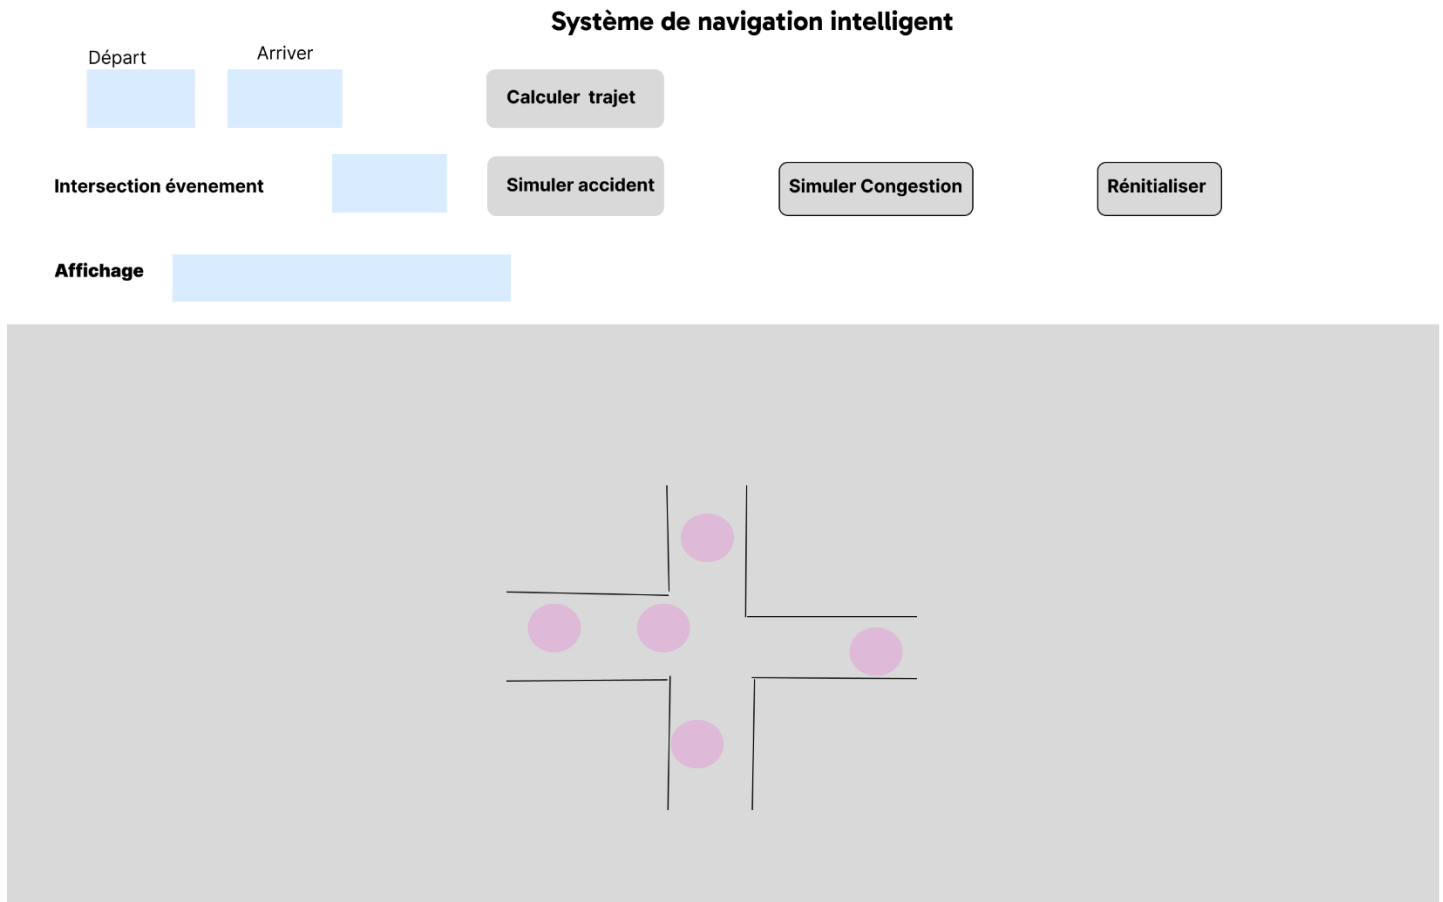 Système de navigation intelligent
Départ
Arriver
Calculer trajet
Intersection évenement
Simuler accident
Simuler Congestion
Rénitialiser
Affichage